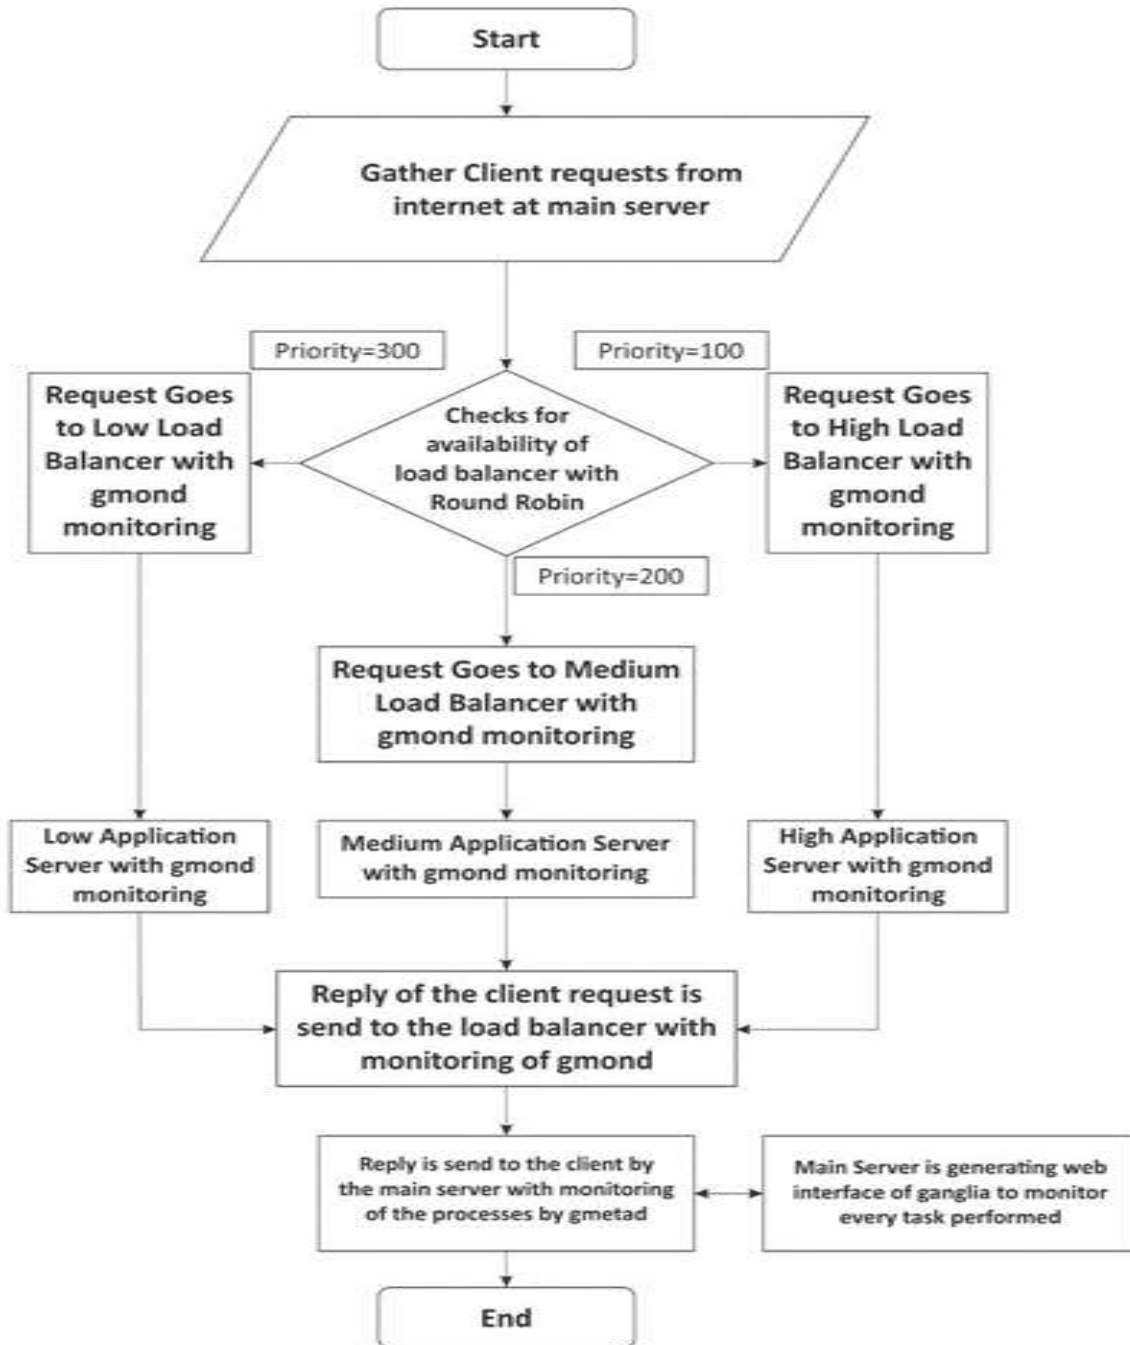 Start
Gather Client requests from
internet at main server
Priority=300
Priority=100
Request Goes
to Low Load
Balancer with
gmond
monitoring
Checks for
availability of
load balancer with
Round Robin
Request Goes
to High Load
Balancer with
gmond
monitoring
Priority=200
Request Goes to Medium
Load Balancer with
gmond monitoring
Low Application
Server with gmond
monitoring
Medium Application Server
with gmond monitoring
High Application
Server with gmond
monitoring
Reply of the client request is
send to the load balancer with
monitoring of gmond
Reply is send to the client by
the main server with monitoring
of the processes by gmetad
Main Server is generating web
interface of ganglia to monitor
every task performed
End